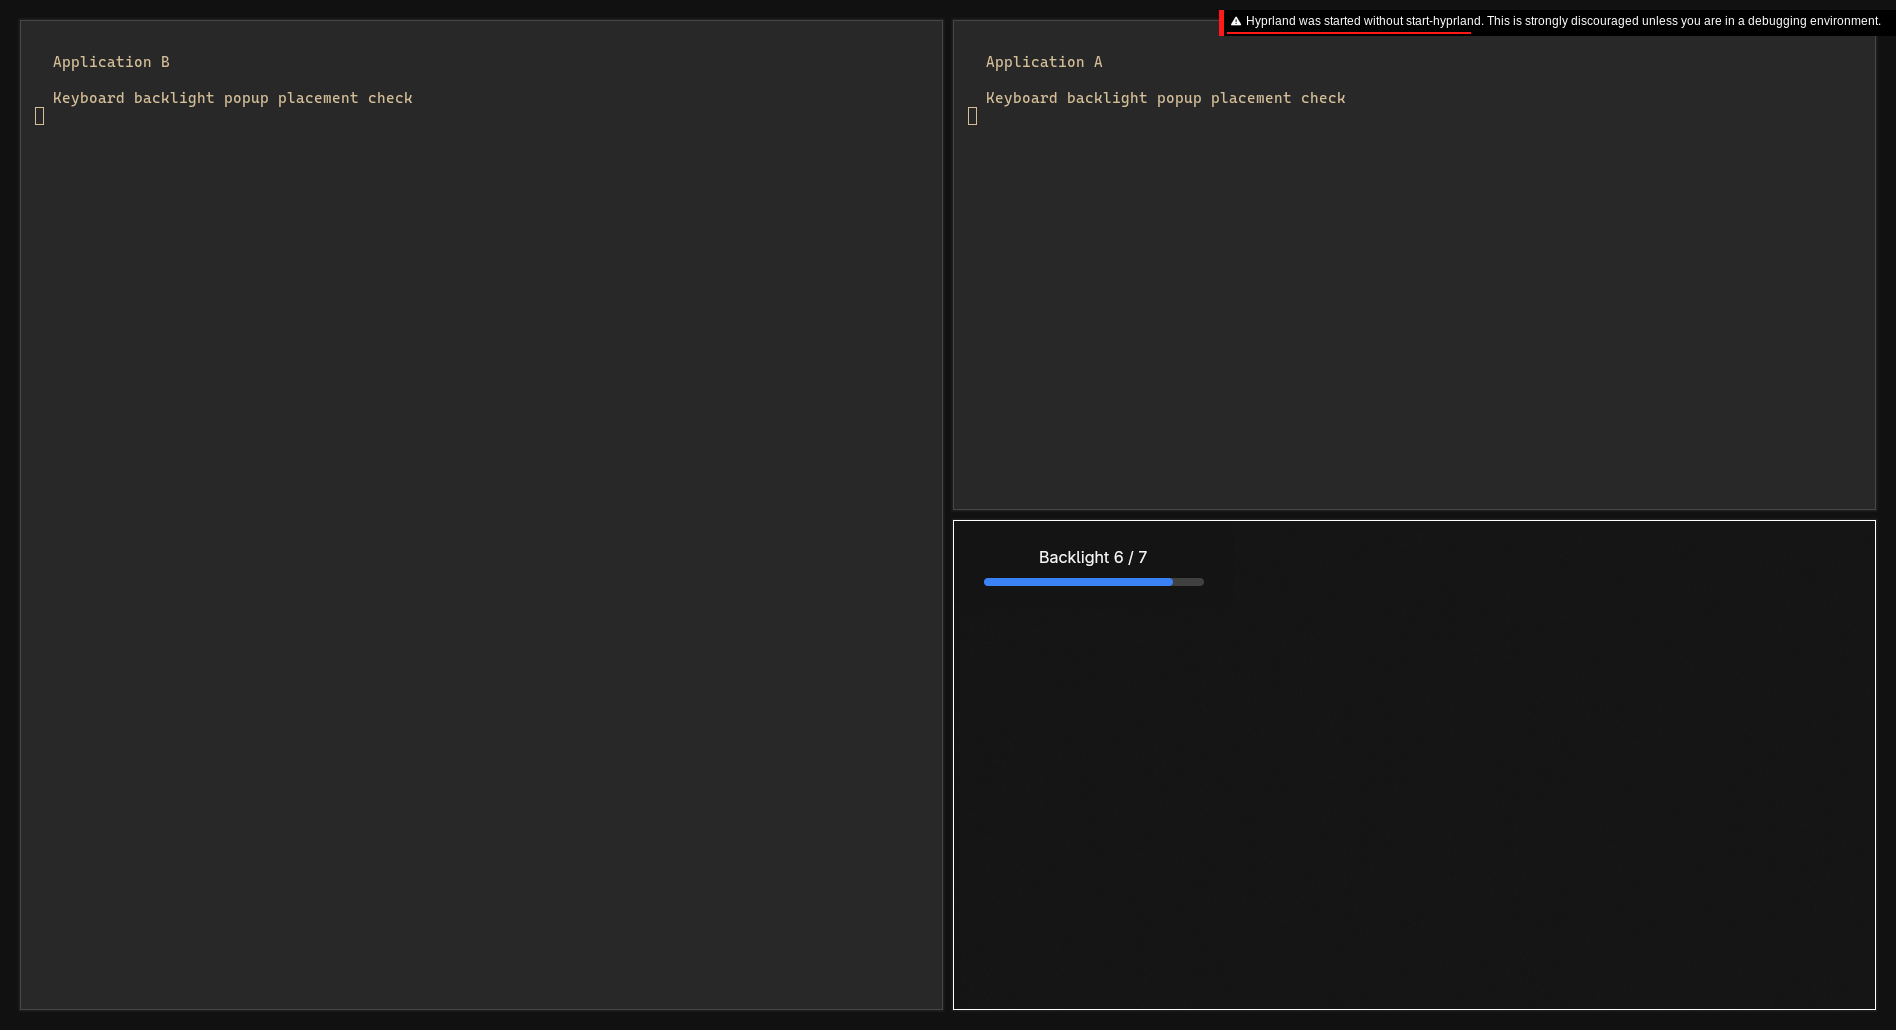 Hyprland was started without start-hyprland. This is strongly discouraged unless you are in a debugging environment.
Application B
Keyboard backlight popup placement check
Application A
Keyboard backlight popup placement check
Backlight 6 / 7